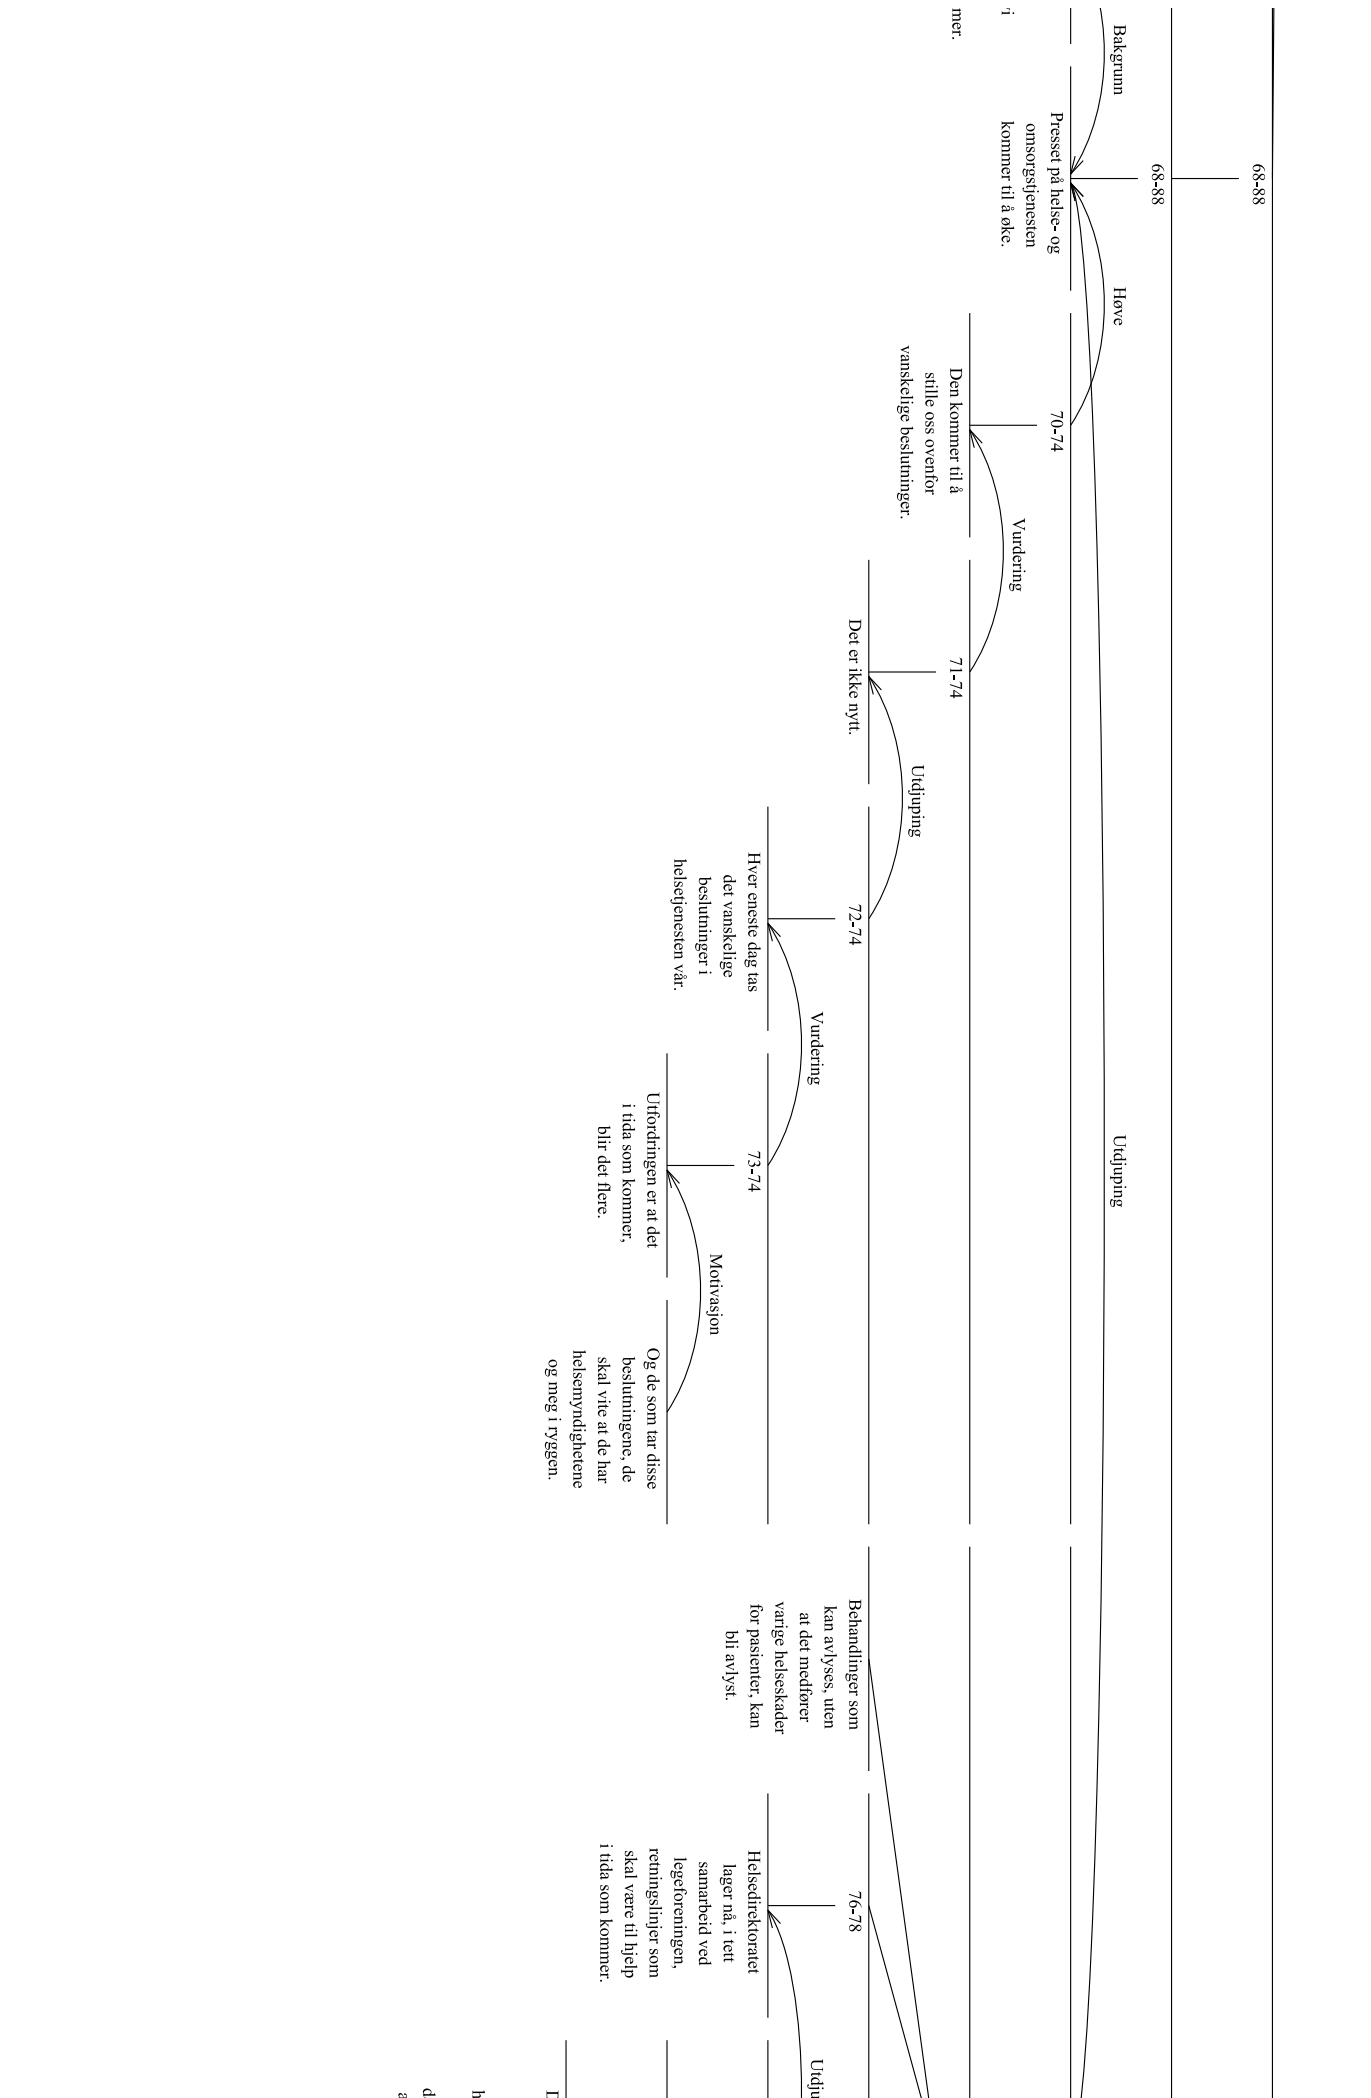 68-88
68-88
Bakgrunn
Høve
Utdjuping
mer.
Presset på helse- og
omsorgstjenesten
kommer til å øke.
70-74
Vurdering
Den kommer til å
stille oss ovenfor
vanskelige beslutninger.
71-74
Utdjuping
Det er ikke nytt.
72-74
Vurdering
Hver eneste dag tas
det vanskelige
beslutninger i
helsetjenesten vår.
73-74
Motivasjon
Utfordringen er at det
i tida som kommer,
blir det flere.
Og de som tar disse
beslutningene, de
skal vite at de har
helsemyndighetene
og meg i ryggen.
Behandlinger som
kan avlyses, uten
at det medfører
varige helseskader
for pasienter, kan
bli avlyst.
76-78
Utdju
Helsedirektoratet
lager nå, i tett
samarbeid ved
legeforeningen,
retningslinjer som
skal være til hjelp
i tida som kommer.